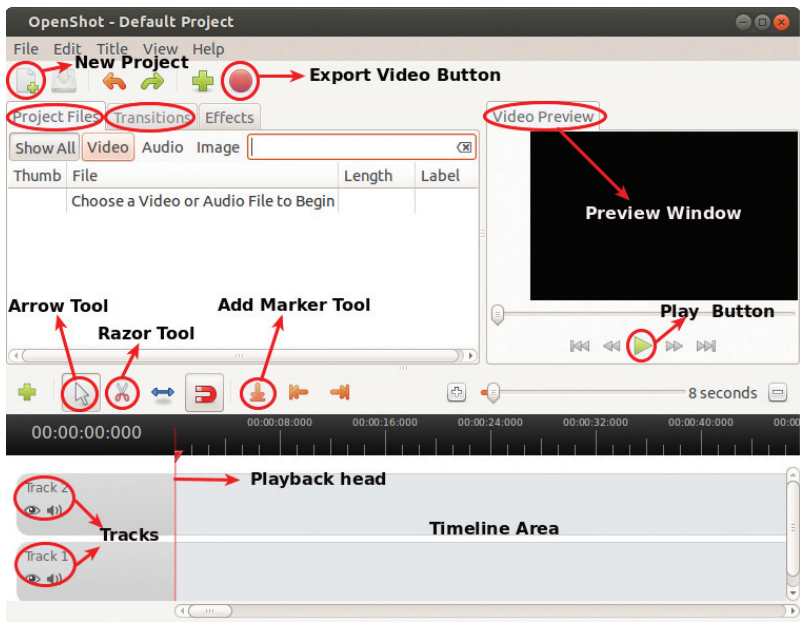 OpenShot - Default Project
File Edit Title View Help
New Project
Export Video Button
Project Files Transitions Effects
Video Preview
Show All Video Audio Image
Thumb File Length Label
Choose a Video or Audio File to Begin
Preview Window
Arrow Tool
Add Marker Tool
Razor Tool
Play Button
8 seconds
00:00:00:000
00:00:08:000 00:00:16:000 00:00:24:000 00:00:32:000 00:00:40:000 00:00
Playback head
Track 2
Timeline Area
Tracks
Track 1